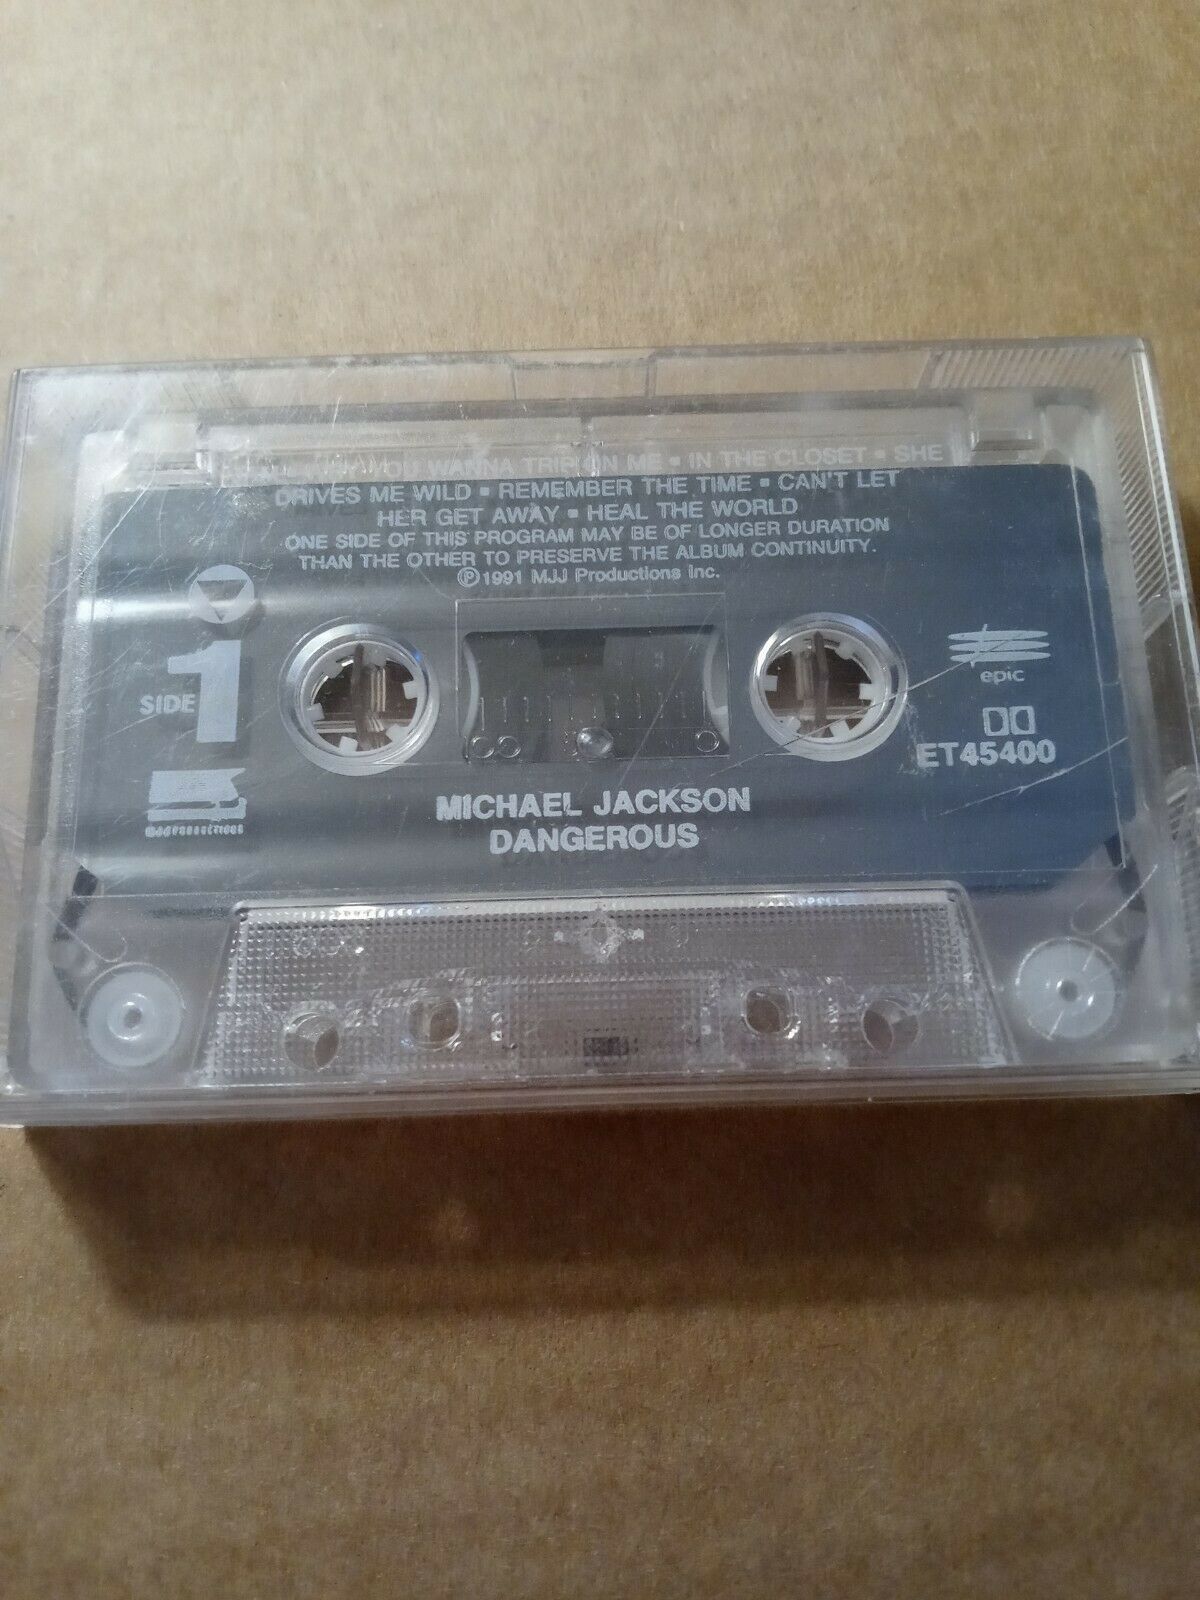 YOU WANNA TRIP ON ME ▪ IN THE CLOSET ▪ SHE
DRIVES ME WILD ▪ REMEMBER THE TIME ▪ CAN'T LET
HER GET AWAY ▪ HEAL THE WORLD
ONE SIDE OF THIS PROGRAM MAY BE OF LONGER DURATION
THAN THE OTHER TO PRESERVE THE ALBUM CONTINUITY.
Ⓟ1991 MJJ Productions Inc.
SIDE 1
epic
ET45400
MICHAEL JACKSON
DANGEROUS